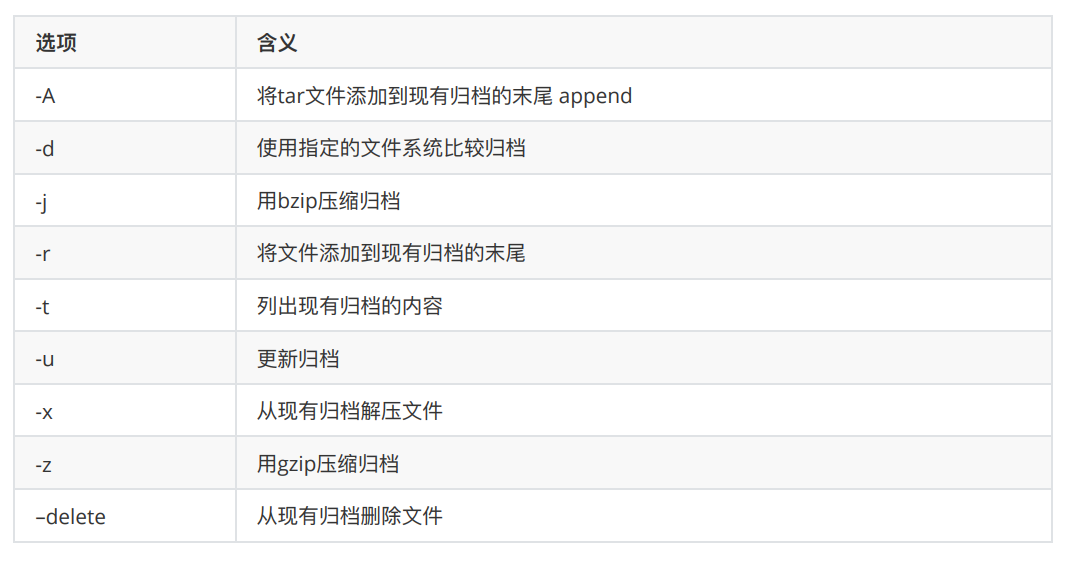 选项 含义
-A 将tar文件添加到现有归档的末尾 append
-d 使用指定的文件系统比较归档
-j 用bzip压缩归档
-r 将文件添加到现有归档的末尾
-t 列出现有归档的内容
-u 更新归档
-x 从现有归档解压文件
-z 用gzip压缩归档
–delete 从现有归档删除文件